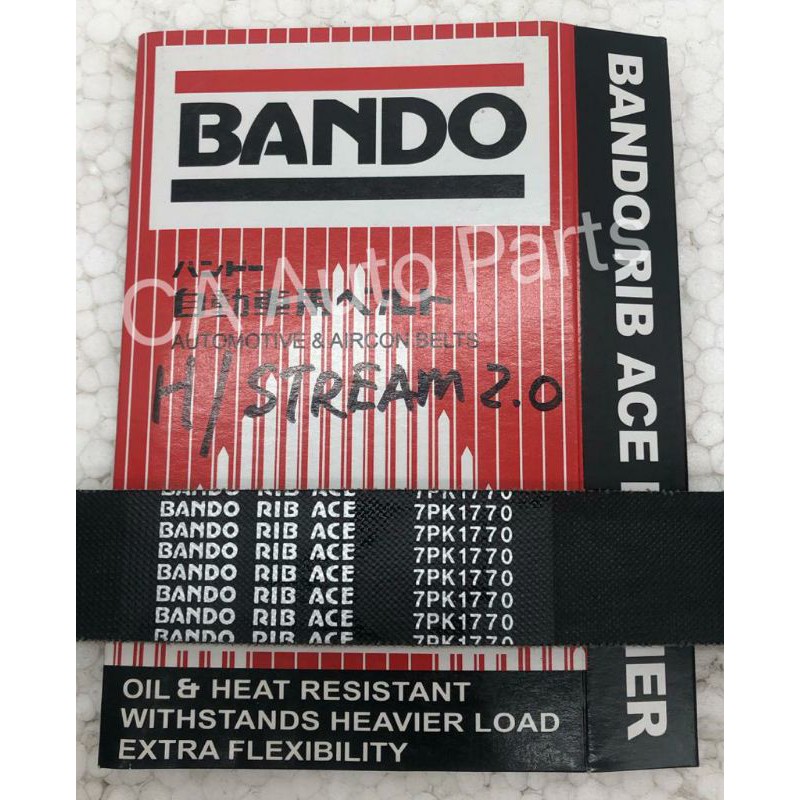 BANDO
バンドー
自動車用ベルト
AUTOMOTIVE & AIRCON BELTS
H/STREAM 2.0
CA Auto Parts
BANDO RIB ACE
BANDO RIB ACE 7PK1770
BANDO RIB ACE 7PK1770
BANDO RIB ACE 7PK1770
BANDO RIB ACE 7PK1770
BANDO RIB ACE 7PK1770
BANDO RIB ACE 7PK1770
BANDO RIB ACE 7PK1770
BANDO RIB ACE 7PK1770
OIL & HEAT RESISTANT
WITHSTANDS HEAVIER LOAD
EXTRA FLEXIBILITY